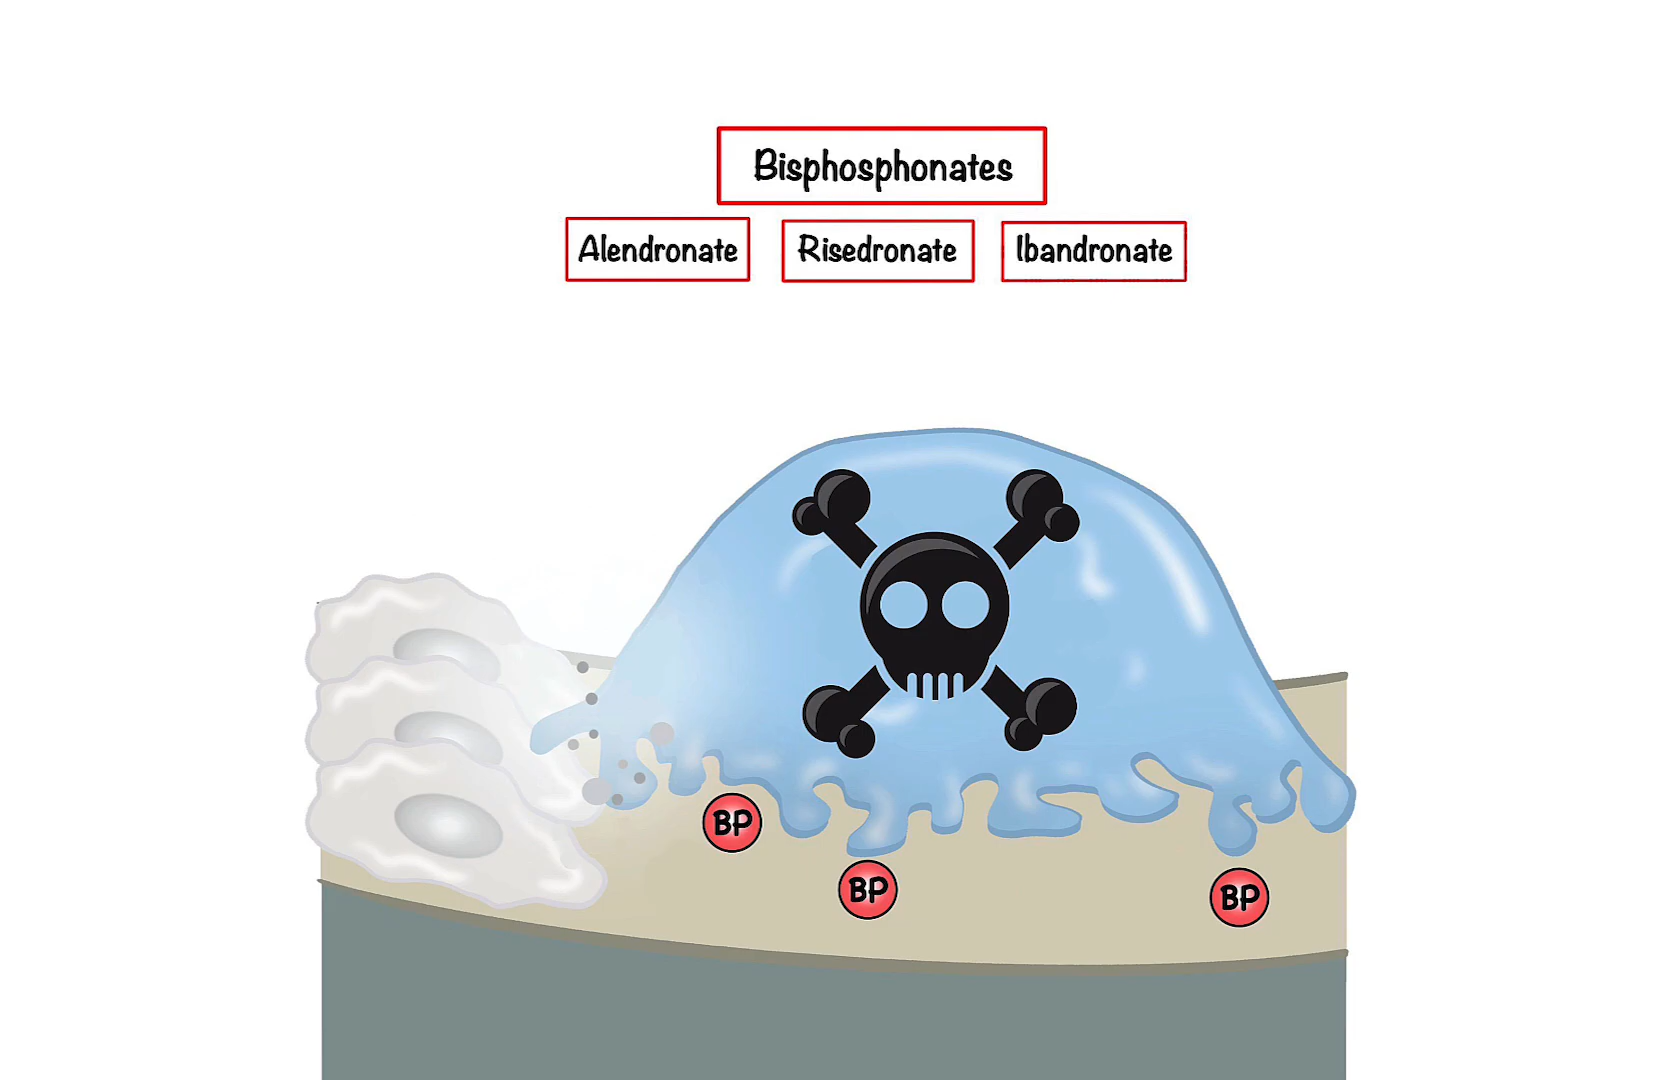 Bisphosphonates
Alendronate Risedronate Ibandronate
BP
BP
BP